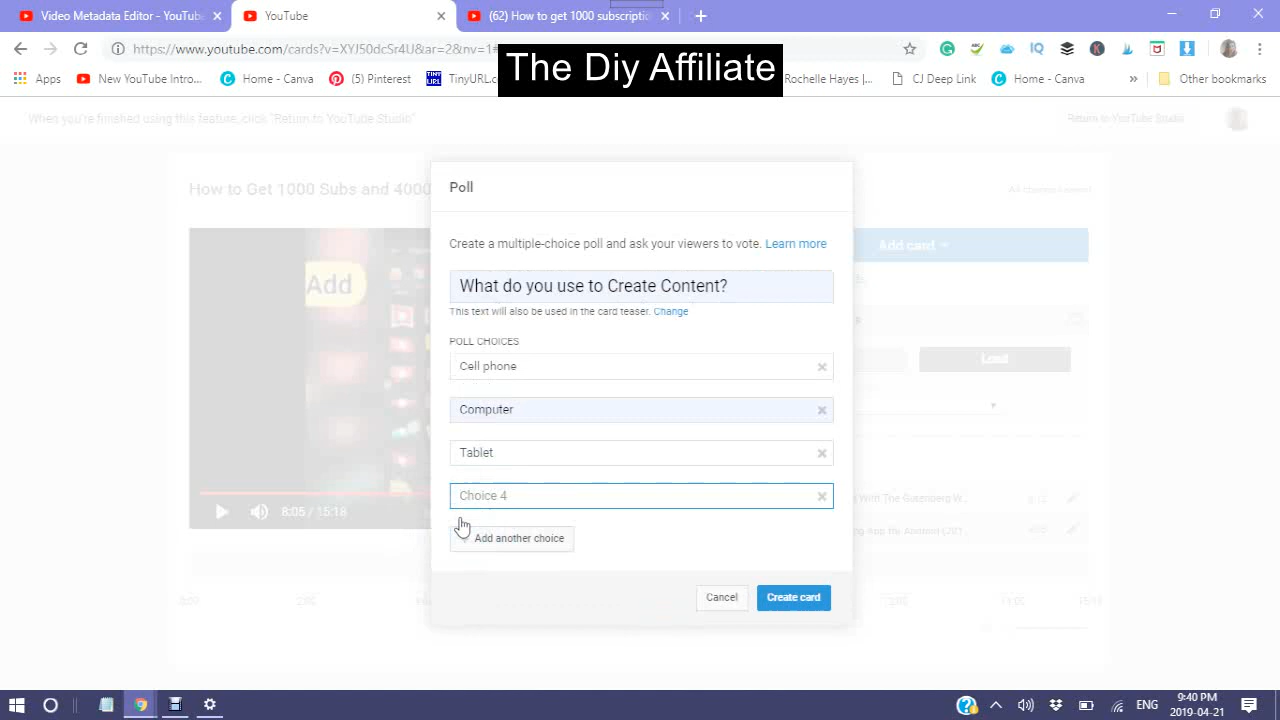 Video Metadata Editor - YouTube
YouTube
(62) How to get 1000 subscription
https://www.youtube.com/cards?v=XYJ50dcSr4U&ar=2&nv=1#
The Diy Affiliate
Apps
New YouTube Intro...
Home - Canva
(5) Pinterest
TINY URL
TinyURL.c
Rochelle Hayes |...
CJ Deep Link
Home - Canva
»
Other bookmarks
When you're finished using this feature, click "Return to YouTube Studio"
Return to YouTube Studio
How to Get 1000 Subs and 4000
Poll
Create a multiple-choice poll and ask your viewers to vote. Learn more
Add card
Add
What do you use to Create Content?
This text will also be used in the card teaser. Change
POLL CHOICES
Cell phone
Load
Computer
Tablet
Choice 4
With The Gutenberg W...
8:05 / 15:18
Add another choice
Cancel
Create card
9:40 PM
ENG
2019-04-21